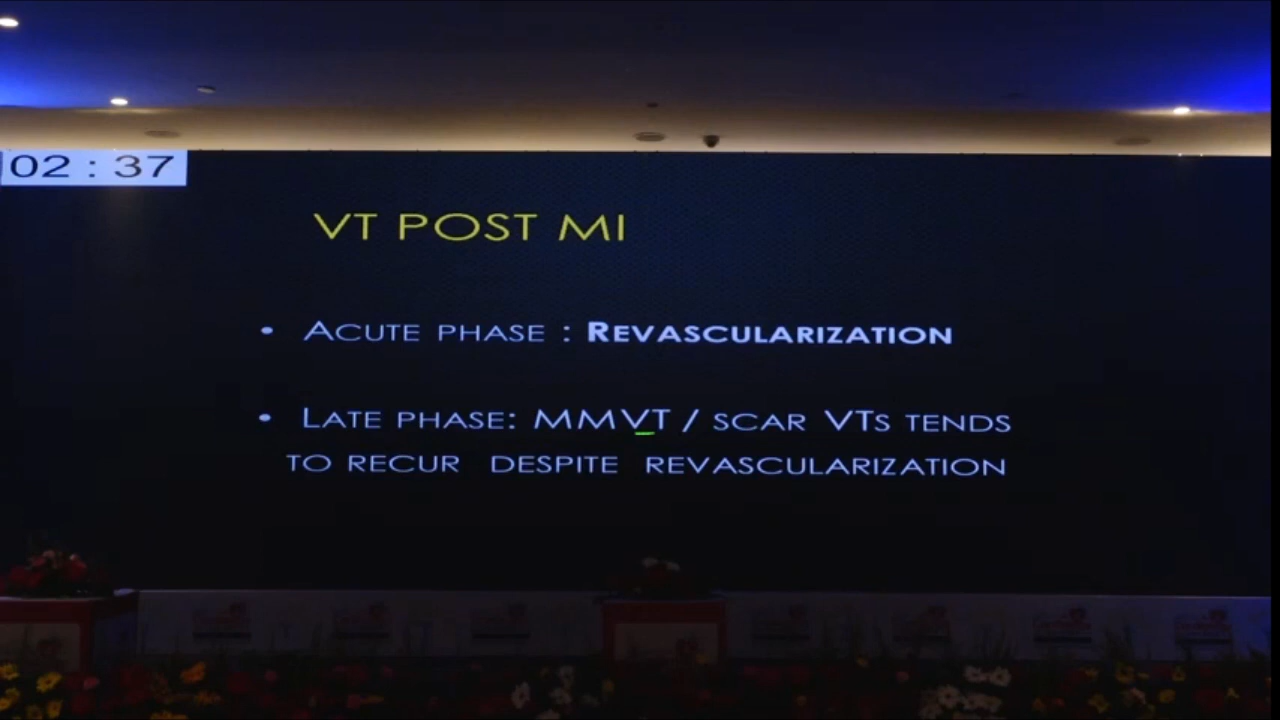 02 : 37
VT POST MI
• ACUTE PHASE : REVASCULARIZATION
• LATE PHASE: MMVT / SCAR VTS TENDS
TO RECUR DESPITE REVASCULARIZATION